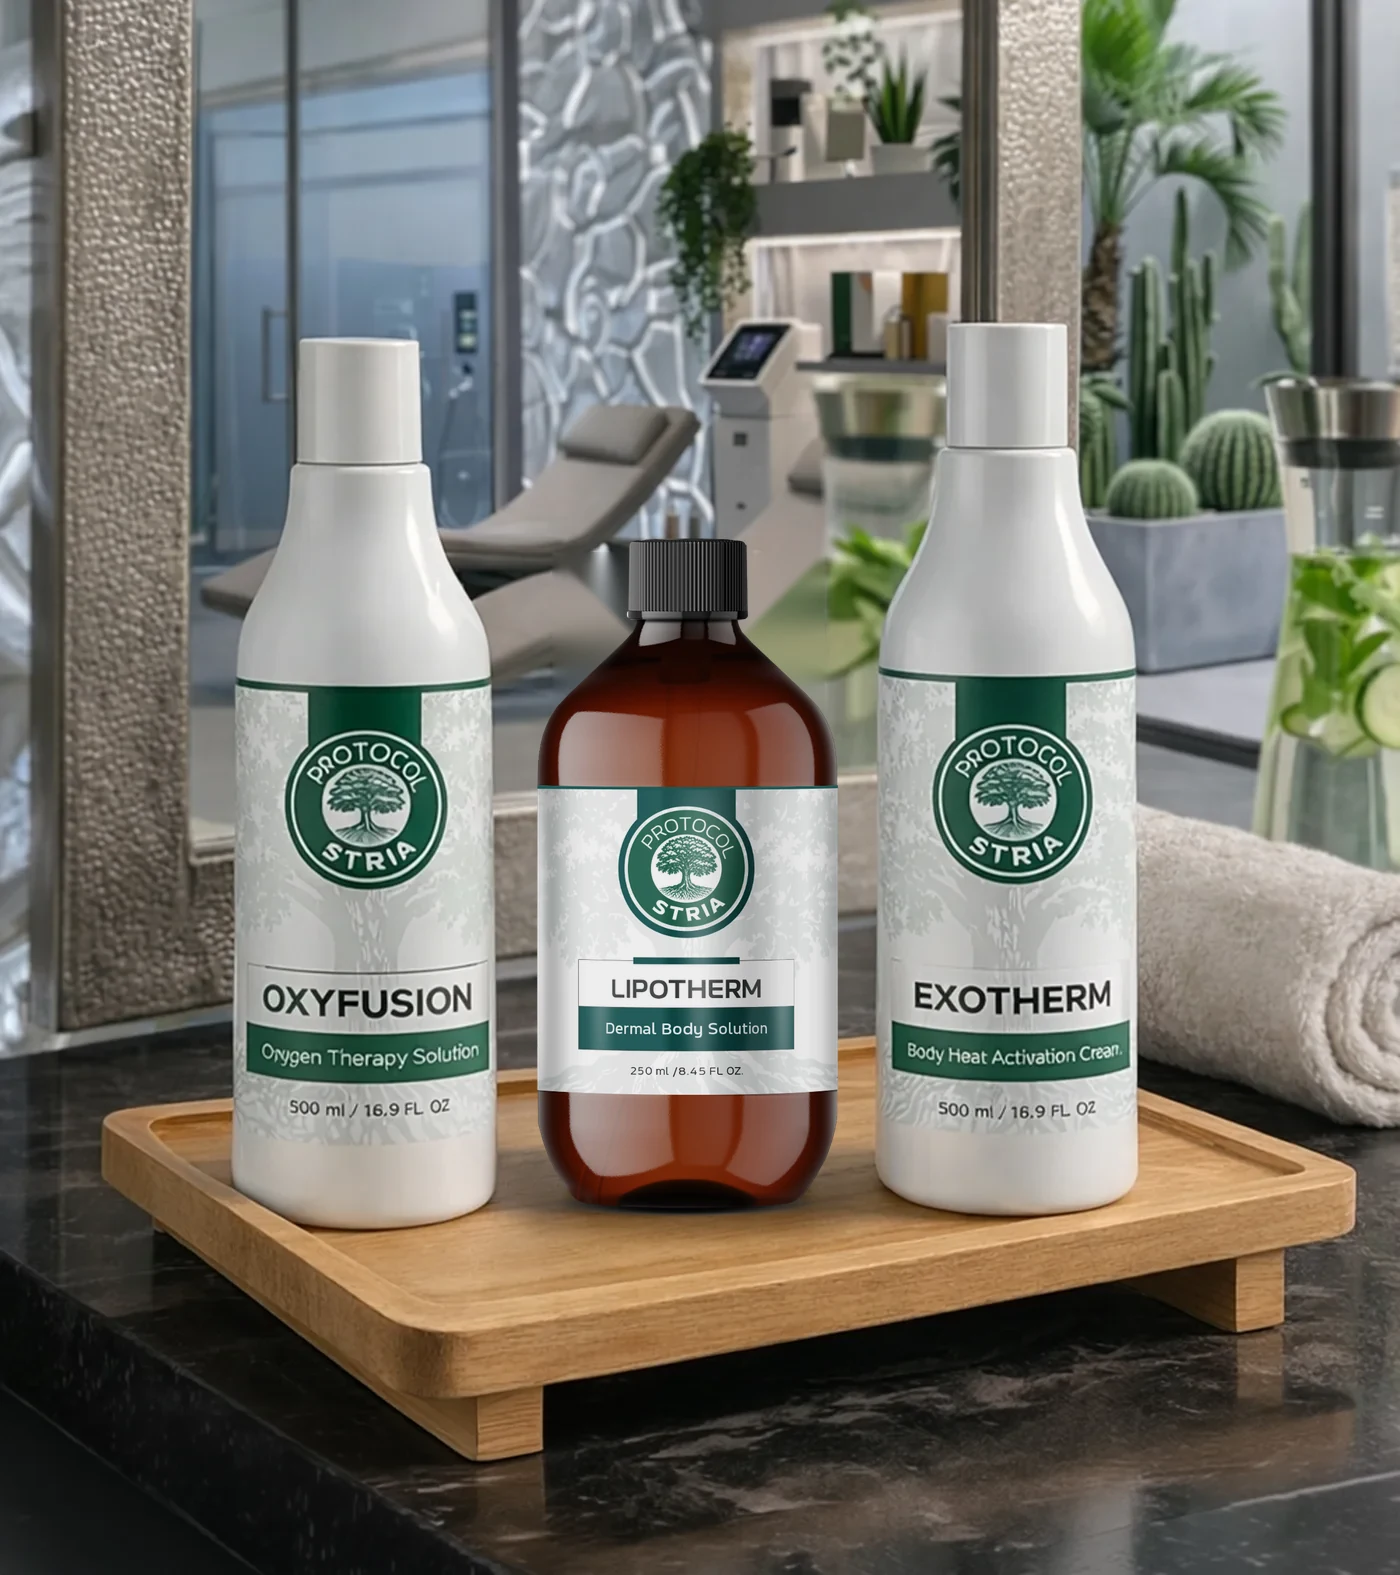 PROTOCOL
STRIA
OXYFUSION
Oxygen Therapy Solution
500 ml / 16.9 FL OZ
PROTOCOL
STRIA
LIPOTHERM
Dermal Body Solution
250 ml /8.45 FL OZ.
PROTOCOL
STRIA
EXOTHERM
Body Heat Activation Cream.
500 ml / 16.9 FL OZ